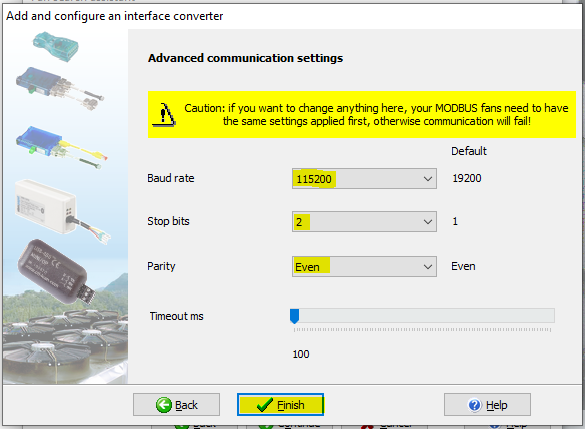 Add and configure an interface converter
Advanced communication settings
Caution: if you want to change anything here, your MODBUS fans need to have
the same settings applied first, otherwise communication will fail!
Default
Baud rate 115200 19200
Stop bits 2 1
Parity Even Even
Timeout ms
100
Back Finish Help